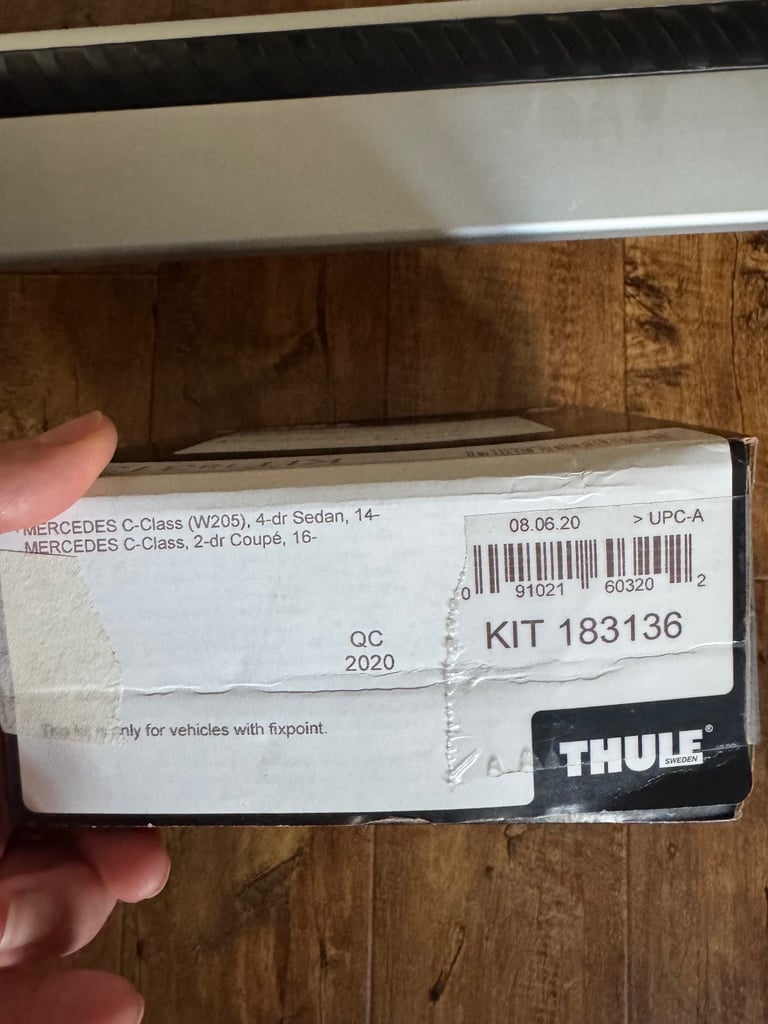 MERCEDES C-Class (W205), 4-dr Sedan, 14-
MERCEDES C-Class, 2-dr Coupé, 16-
08.06.20 > UPC-A
0 91021 60320 2
KIT 183136
QC
2020
only for vehicles with fixpoint.
THULE®
SWEDEN